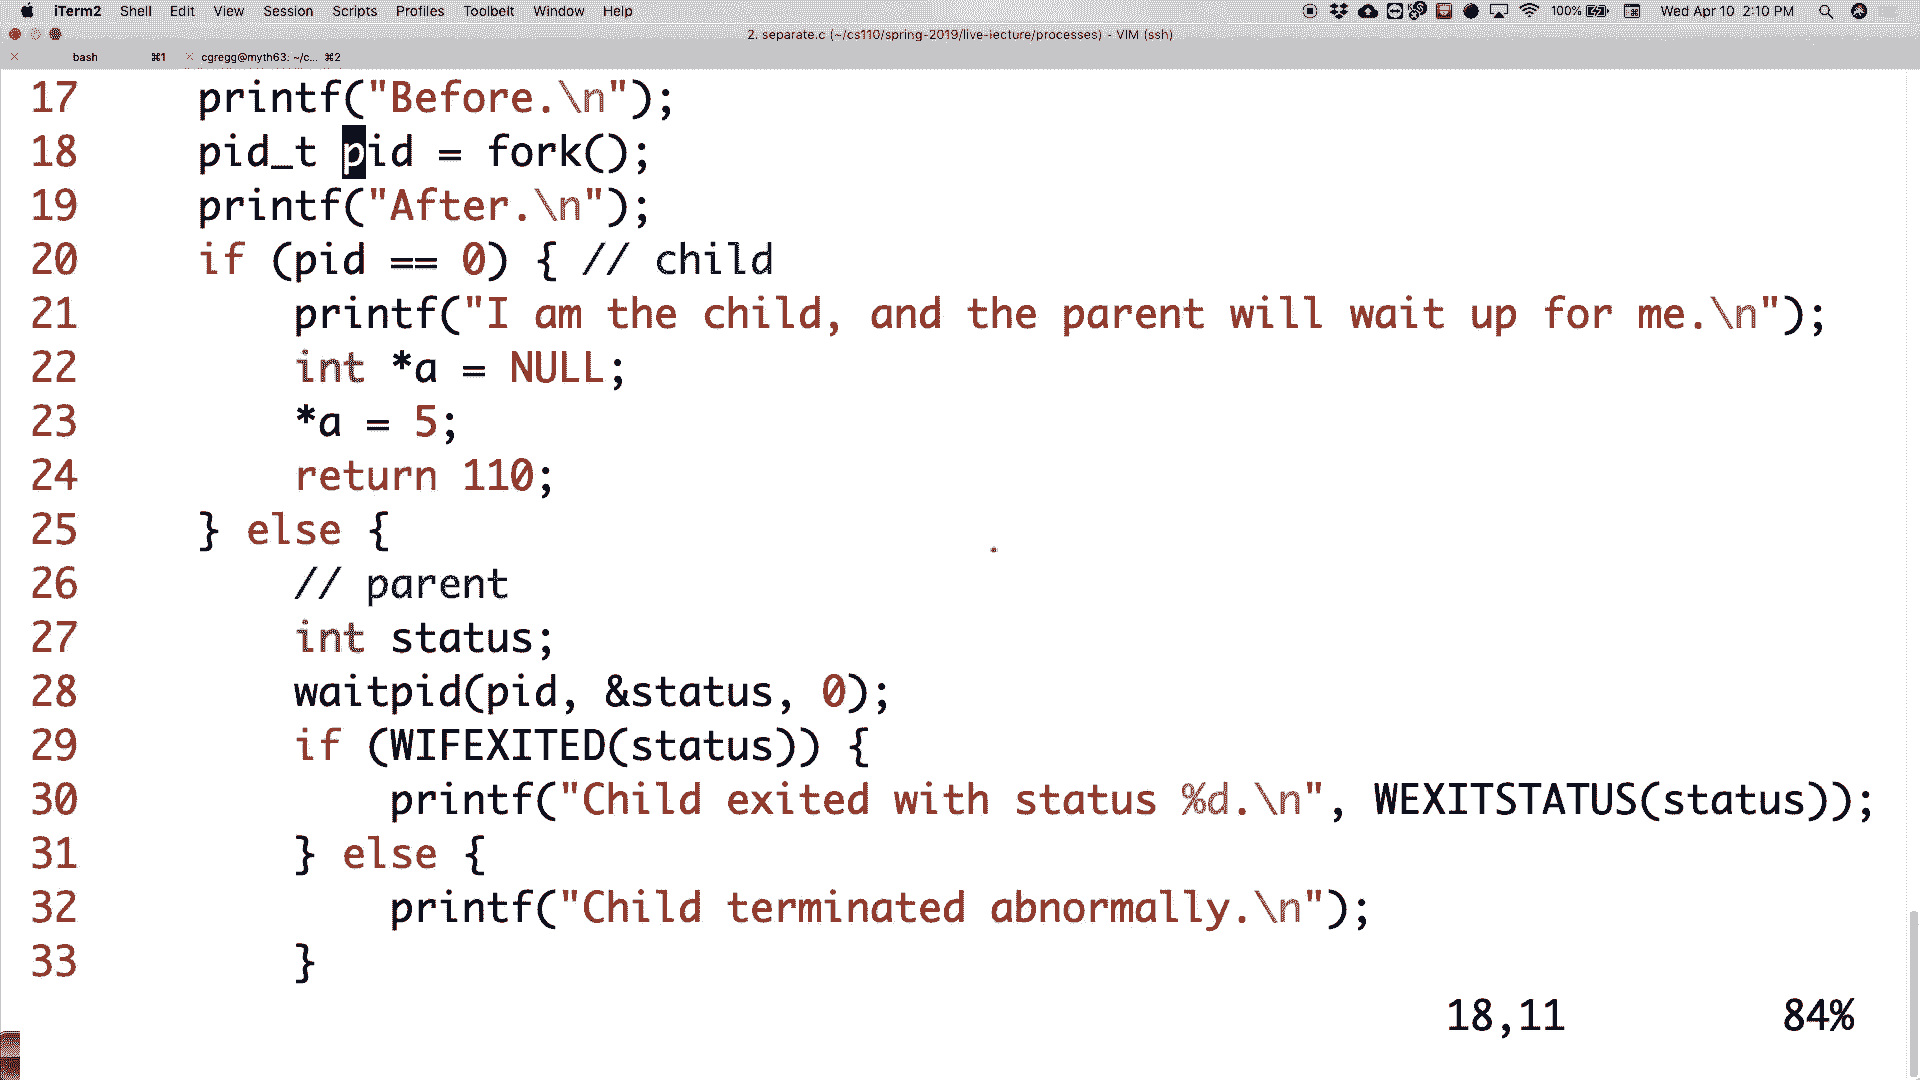 iTerm2 Shell Edit View Session Scripts Profiles Toolbelt Window Help 100% Wed Apr 10 2:10 PM
2. separate.c (~/cs110/spring-2019/live-lecture/processes) - VIM (ssh)
bash ⌘1 cgregg@myth63: ~/c... ⌘2
17 printf("Before.\n");
18 pid_t pid = fork();
19 printf("After.\n");
20 if (pid == 0) { // child
21 printf("I am the child, and the parent will wait up for me.\n");
22 int *a = NULL;
23 *a = 5;
24 return 110;
25 } else {
26 // parent
27 int status;
28 waitpid(pid, &status, 0);
29 if (WIFEXITED(status)) {
30 printf("Child exited with status %d.\n", WEXITSTATUS(status));
31 } else {
32 printf("Child terminated abnormally.\n");
33 }
18,11 84%